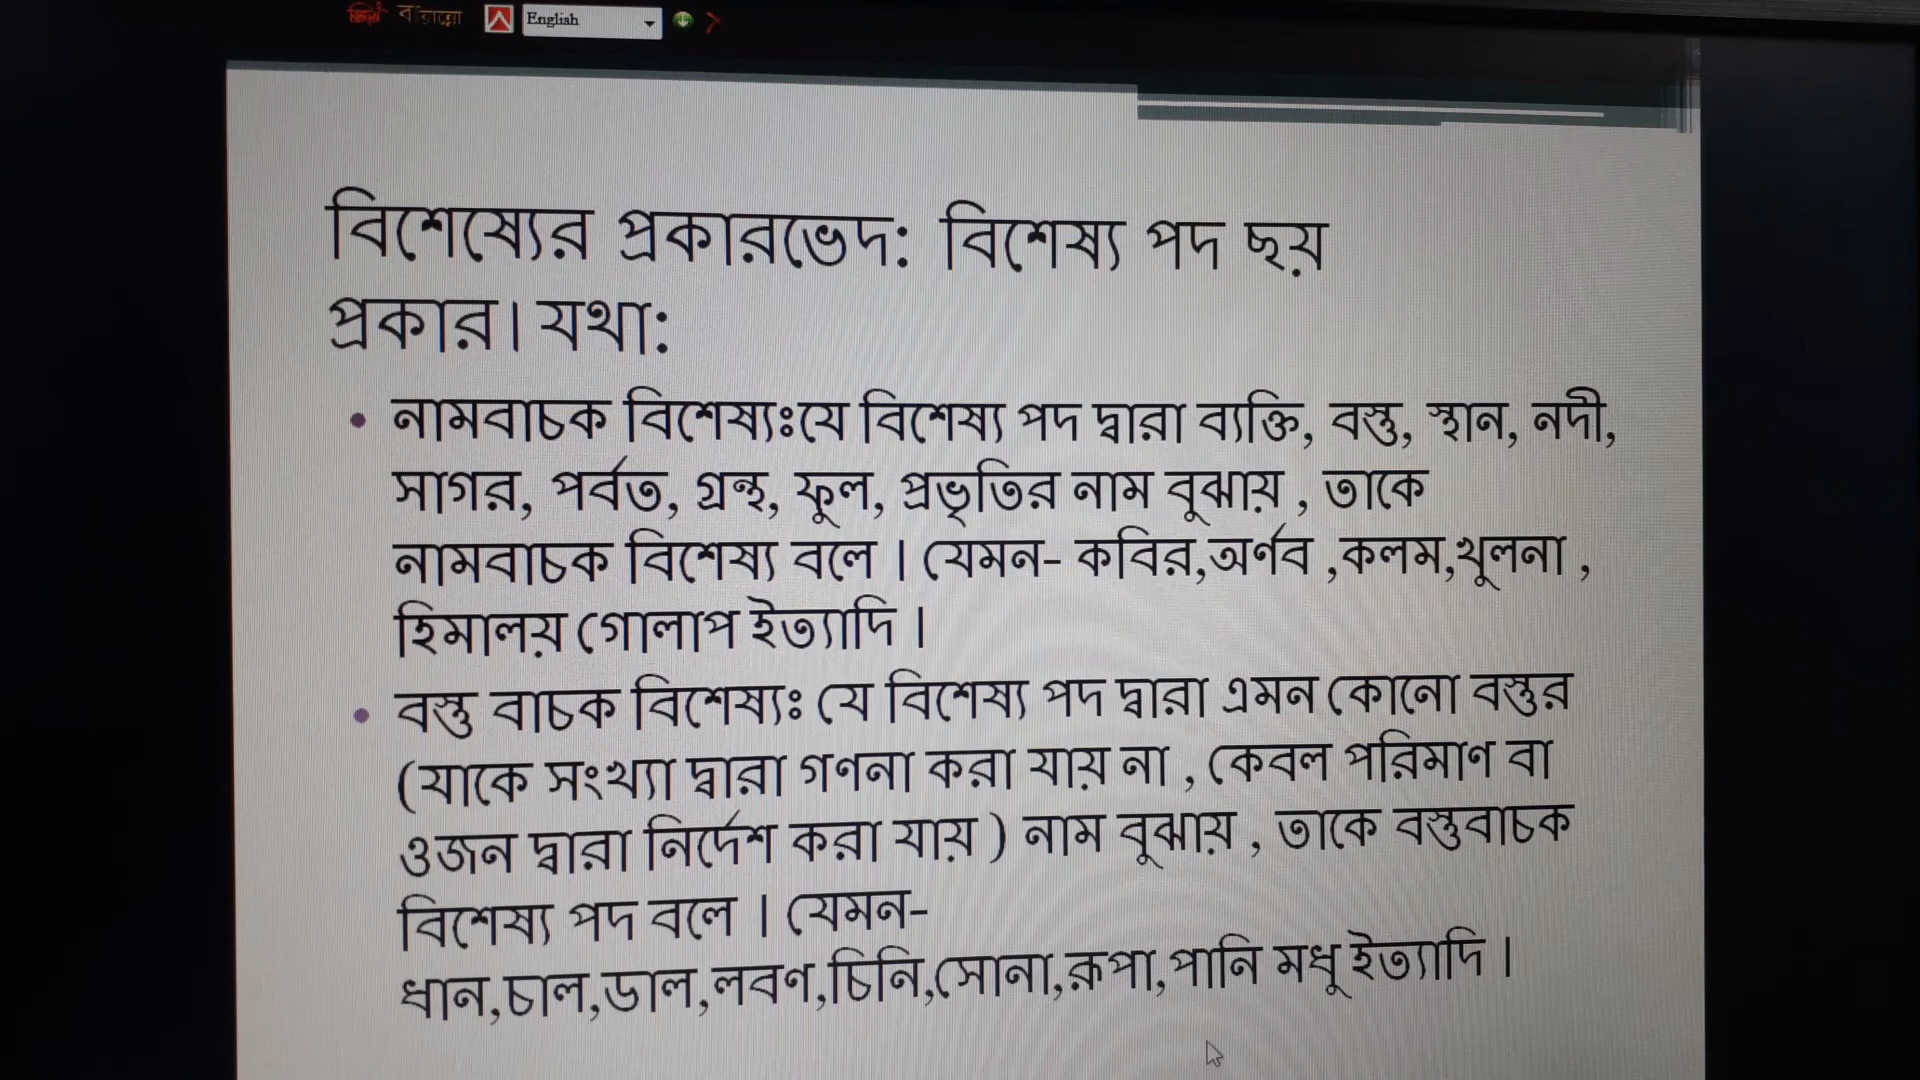 English
বিশেষ্যের প্রকারভেদ: বিশেষ্য পদ ছয়
প্রকার। যথা:
• নামবাচক বিশেষ্যঃযে বিশেষ্য পদ দ্বারা ব্যক্তি, বস্তু, স্থান, নদী,
সাগর, পর্বত, গ্রন্থ, ফুল, প্রভৃতির নাম বুঝায় , তাকে
নামবাচক বিশেষ্য বলে । যেমন- কবির,অর্ণব ,কলম,খুলনা ,
হিমালয় গোলাপ ইত্যাদি ।
• বস্তু বাচক বিশেষ্যঃ যে বিশেষ্য পদ দ্বারা এমন কোনো বস্তুর
(যাকে সংখ্যা দ্বারা গণনা করা যায় না , কেবল পরিমাণ বা
ওজন দ্বারা নির্দেশ করা যায় ) নাম বুঝায় , তাকে বস্তুবাচক
বিশেষ্য পদ বলে । যেমন-
ধান,চাল,ডাল,লবণ,চিনি,সোনা,রূপা,পানি মধু ইত্যাদি ।